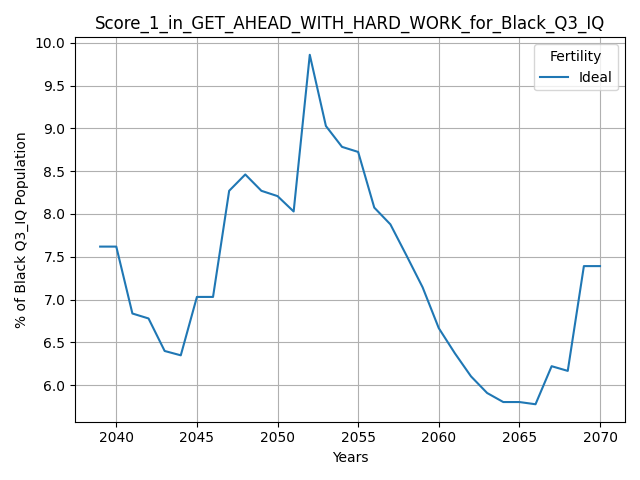 Score_1_in_GET_AHEAD_WITH_HARD_WORK_for_Black_Q3_IQ
Fertility
Ideal
% of Black Q3_IQ Population
10.0
9.5
9.0
8.5
8.0
7.5
7.0
6.5
6.0
2040 2045 2050 2055 2060 2065 2070
Years